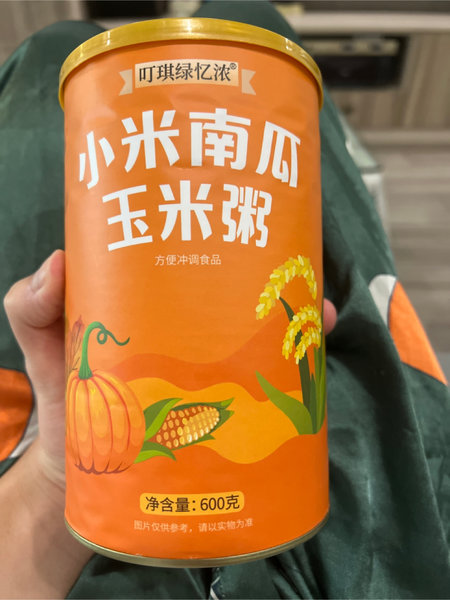 叮琪绿忆浓®
小米南瓜
玉米粥
方便冲调食品
净含量：600克
图片仅供参考，请以实物为准